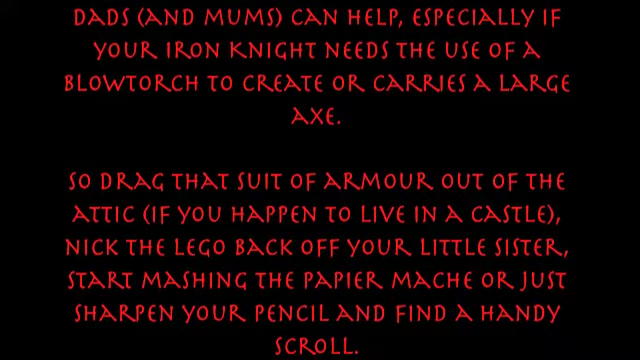 DADS (AND MUMS) CAN HELP, ESPECIALLY IF
YOUR IRON KNIGHT NEEDS THE USE OF A
BLOWTORCH TO CREATE OR CARRIES A LARGE
AXE.
SO DRAG THAT SUIT OF ARMOUR OUT OF THE
ATTIC (IF YOU HAPPEN TO LIVE IN A CASTLE),
NICK THE LEGO BACK OFF YOUR LITTLE SISTER,
START MASHING THE PAPIER MACHE OR JUST
SHARPEN YOUR PENCIL AND FIND A HANDY
SCROLL.